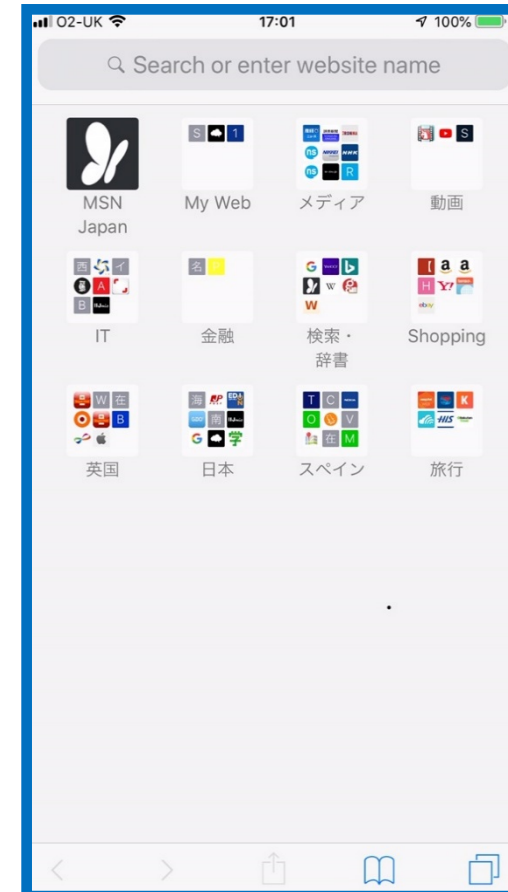 O2-UK 17:01 100%
Search or enter website name
MSN Japan
My Web
メディア
動画
IT
金融
検索・
辞書
Shopping
英国
日本
スペイン
旅行